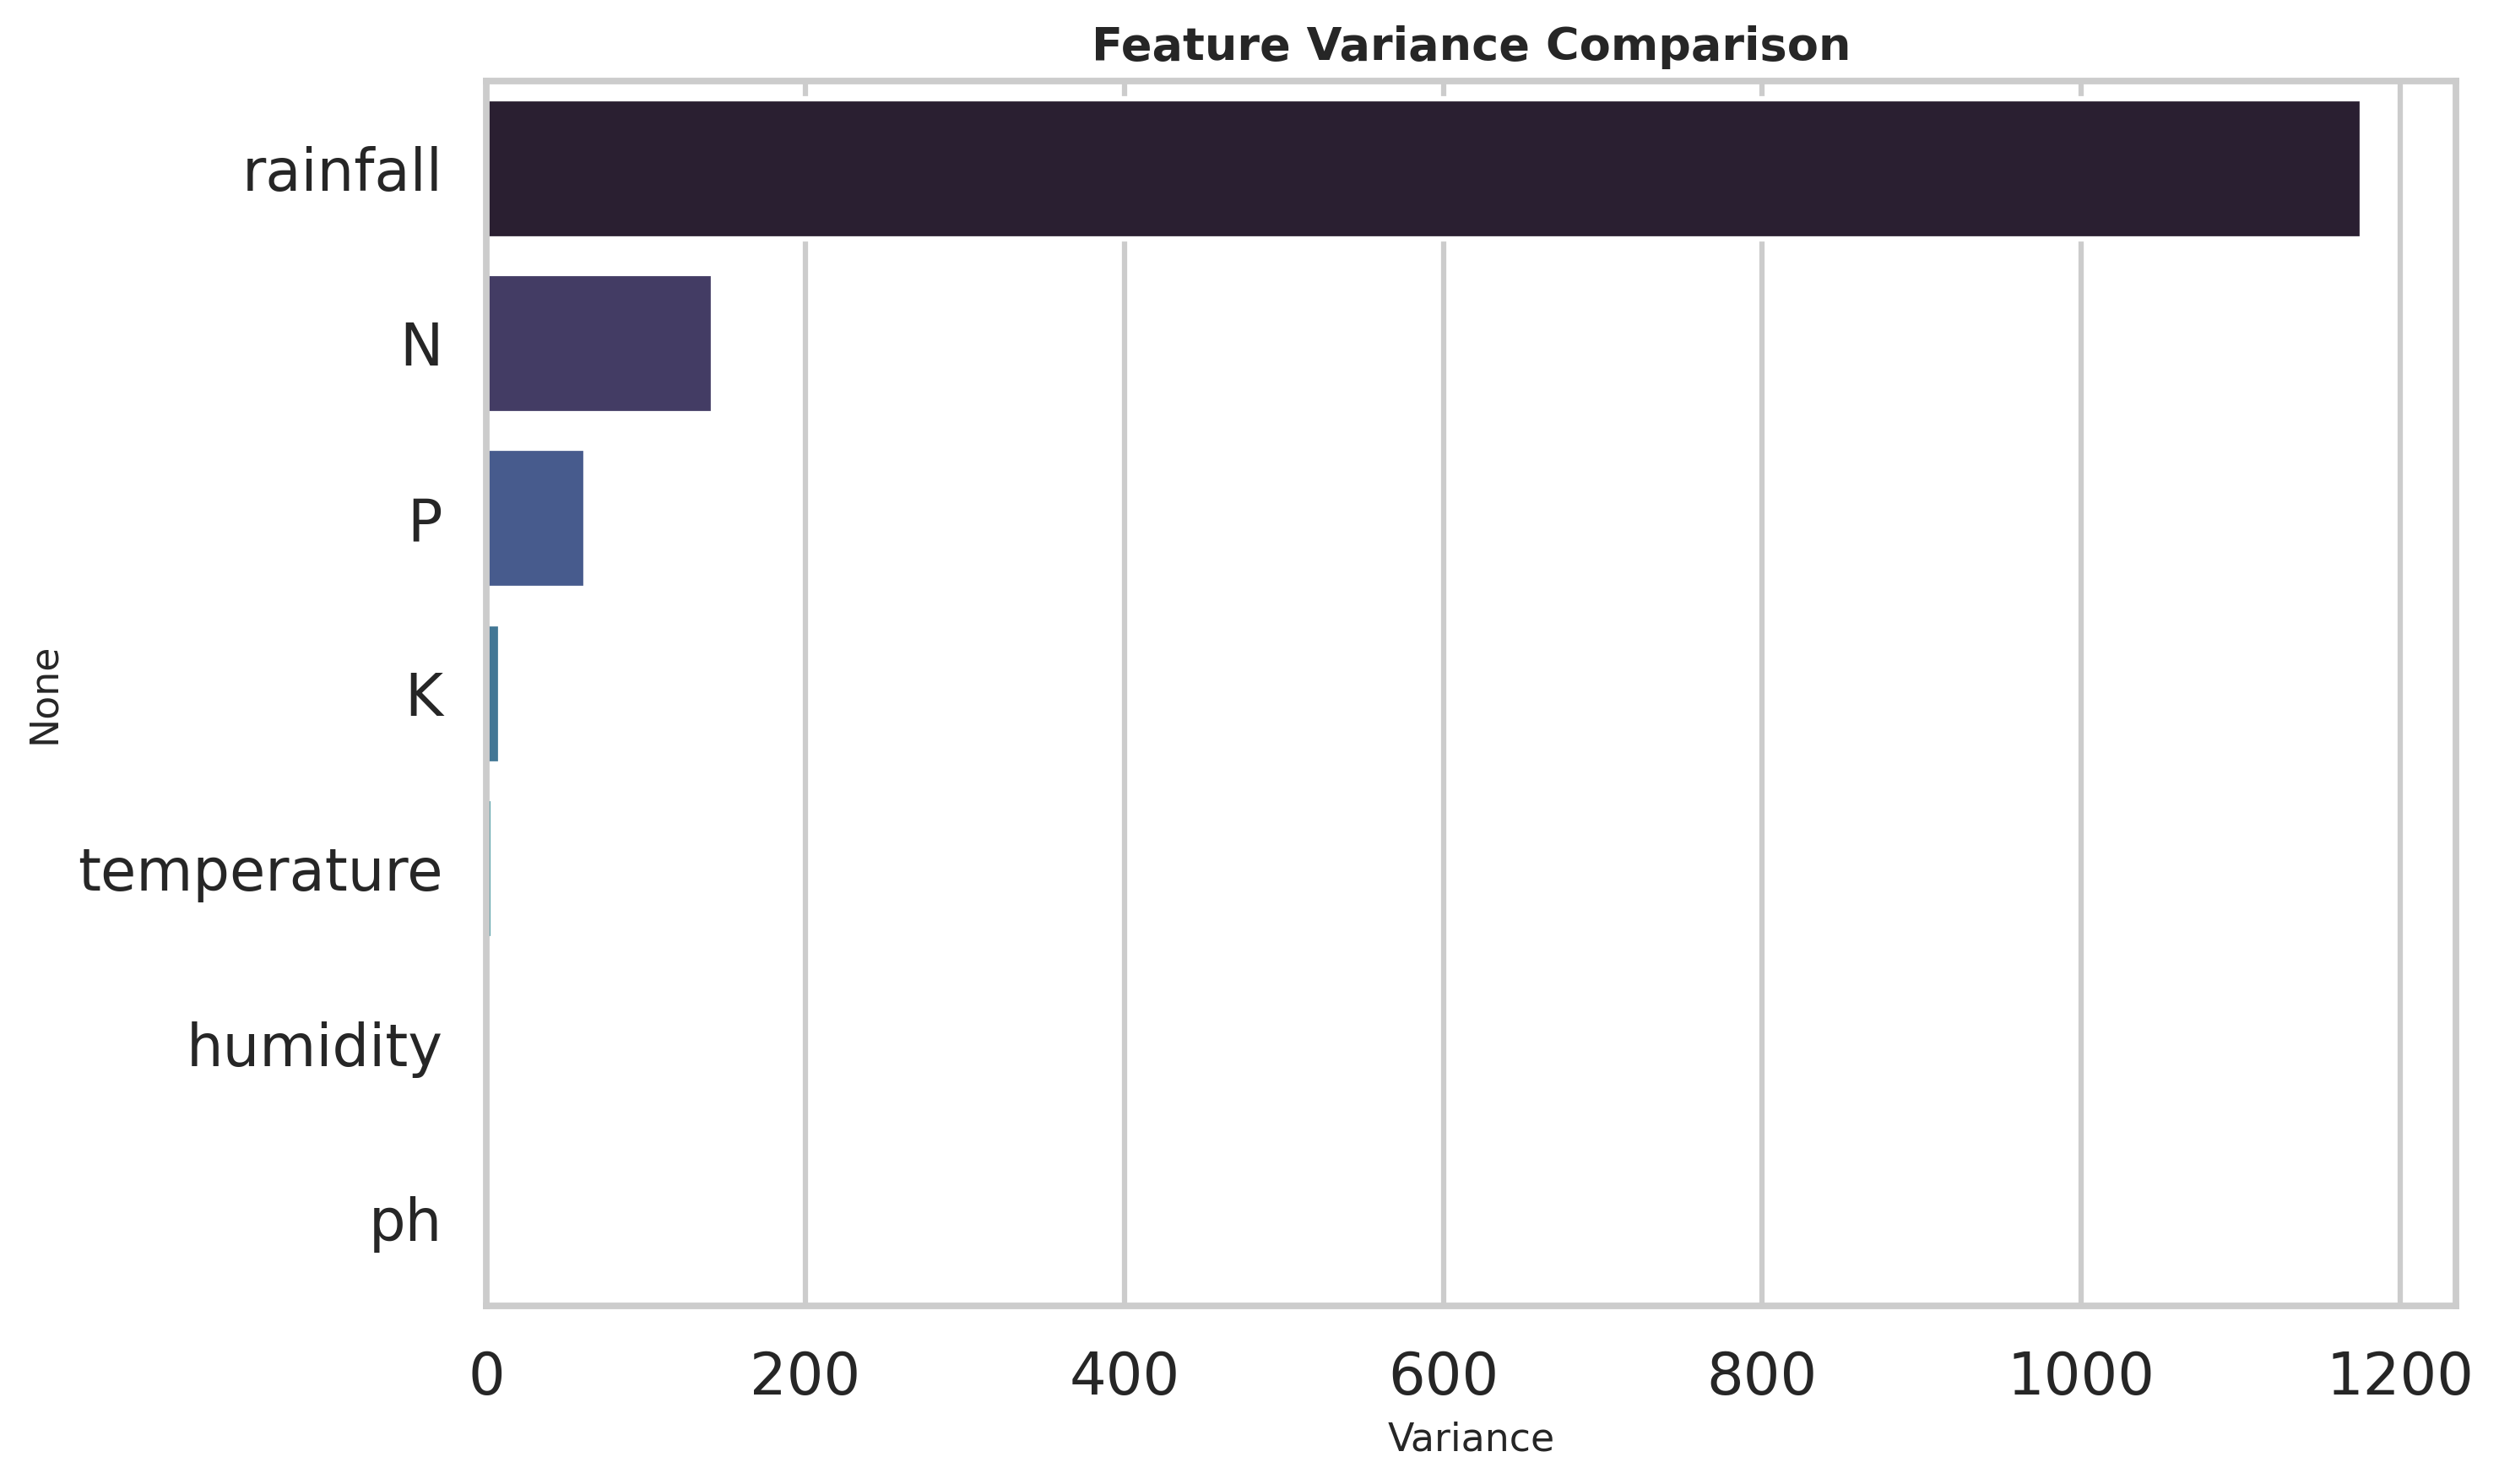 Feature Variance Comparison
rainfall
N
P
K
temperature
humidity
ph
None
0 200 400 600 800 1000 1200
Variance